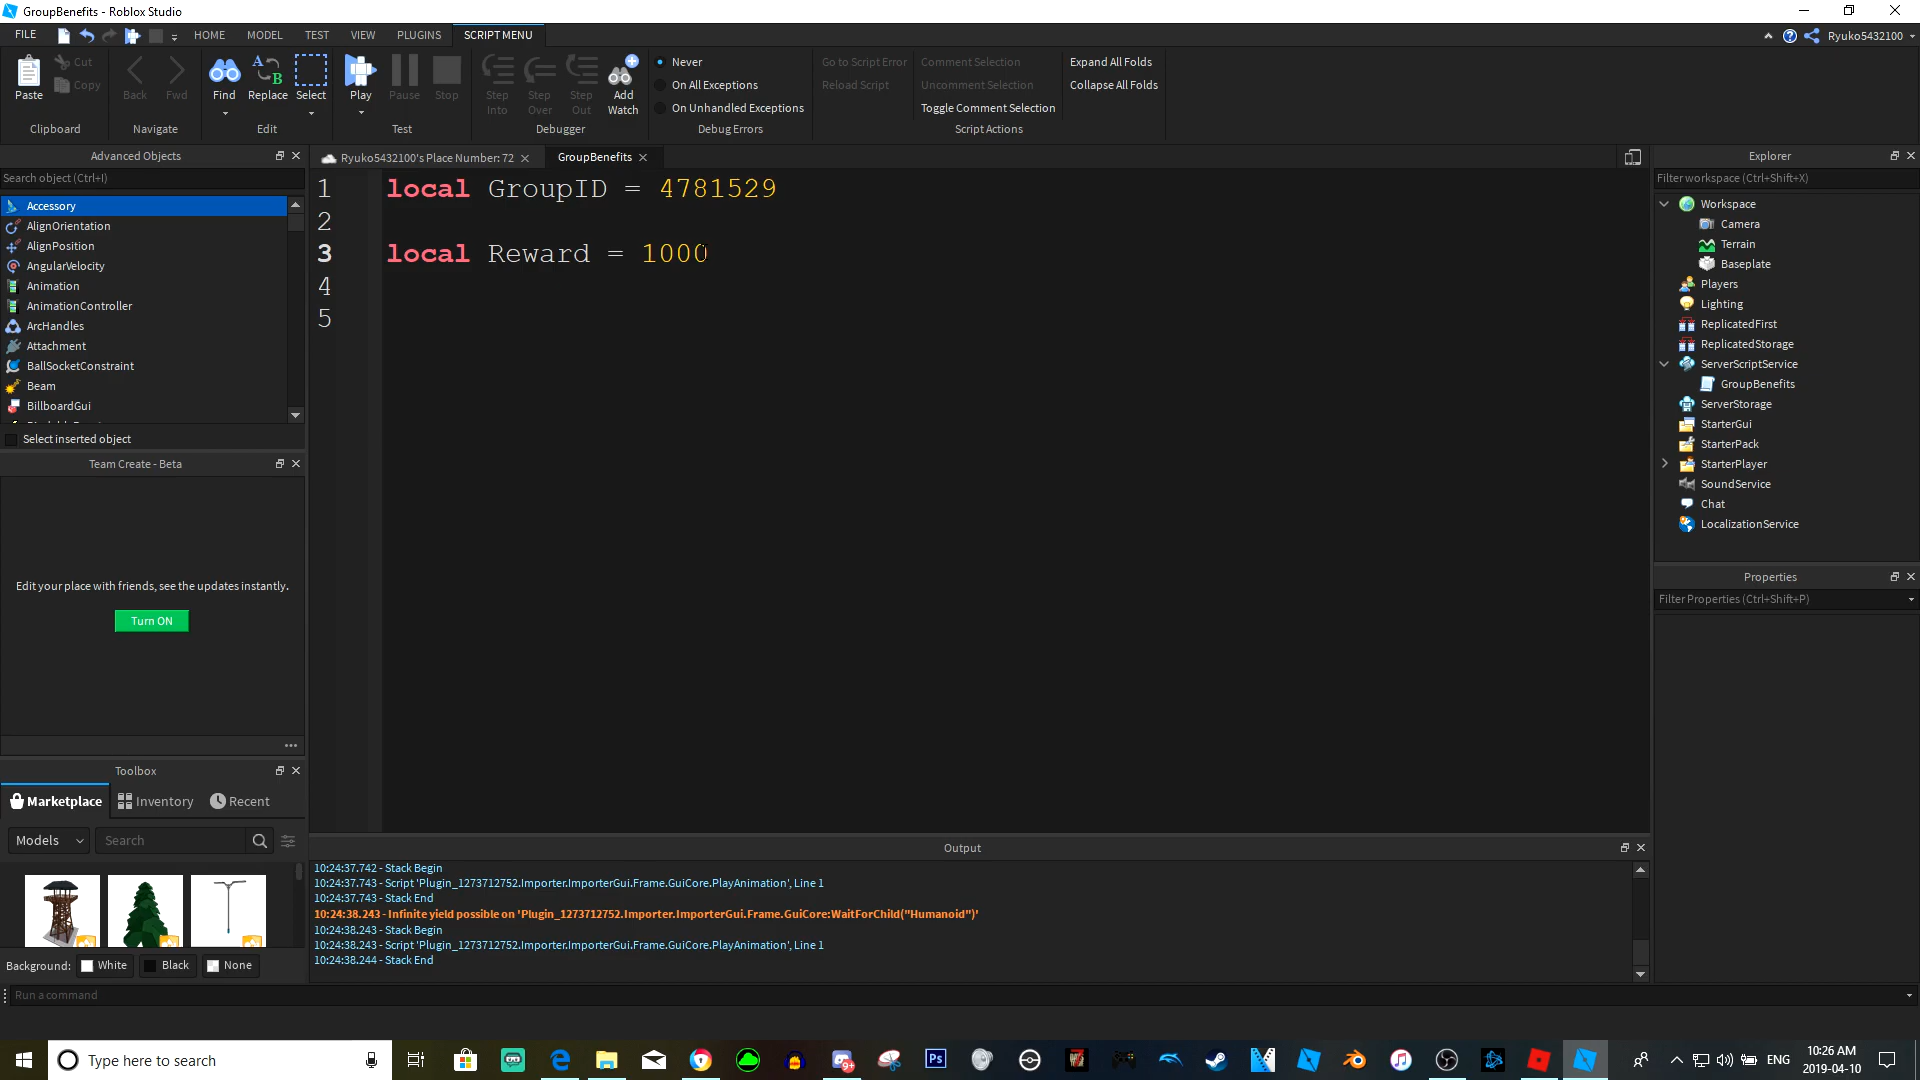 GroupBenefits - Roblox Studio
FILE
HOME
MODEL
TEST
VIEW
PLUGINS
SCRIPT MENU
Ryuko5432100
Paste
Cut
Copy
Clipboard
Back
Fwd
Navigate
Find
Replace
Select
Edit
Play
Pause
Stop
Test
Step Into
Step Over
Step Out
Add Watch
Debugger
Never
On All Exceptions
On Unhandled Exceptions
Debug Errors
Go to Script Error
Reload Script
Comment Selection
Uncomment Selection
Toggle Comment Selection
Script Actions
Expand All Folds
Collapse All Folds
Advanced Objects
Search object (Ctrl+I)
Accessory
AlignOrientation
AlignPosition
AngularVelocity
Animation
AnimationController
ArcHandles
Attachment
BallSocketConstraint
Beam
BillboardGui
Select inserted object
Team Create - Beta
Edit your place with friends, see the updates instantly.
Turn ON
Toolbox
Marketplace
Inventory
Recent
Models
Search
Background:
White
Black
None
Ryuko5432100's Place Number: 72
GroupBenefits
1 local GroupID = 4781529
2
3 local Reward = 1000
4
5
Output
10:24:37.742 - Stack Begin
10:24:37.743 - Script 'Plugin_1273712752.Importer.ImporterGui.Frame.GuiCore.PlayAnimation', Line 1
10:24:37.743 - Stack End
10:24:38.243 - Infinite yield possible on 'Plugin_1273712752.Importer.ImporterGui.Frame.GuiCore:WaitForChild("Humanoid")'
10:24:38.243 - Stack Begin
10:24:38.243 - Script 'Plugin_1273712752.Importer.ImporterGui.Frame.GuiCore.PlayAnimation', Line 1
10:24:38.244 - Stack End
Explorer
Filter workspace (Ctrl+Shift+X)
Workspace
Camera
Terrain
Baseplate
Players
Lighting
ReplicatedFirst
ReplicatedStorage
ServerScriptService
GroupBenefits
ServerStorage
StarterGui
StarterPack
StarterPlayer
SoundService
Chat
LocalizationService
Properties
Filter Properties (Ctrl+Shift+P)
Run a command
Type here to search
Ps
9+
ENG
10:26 AM
2019-04-10